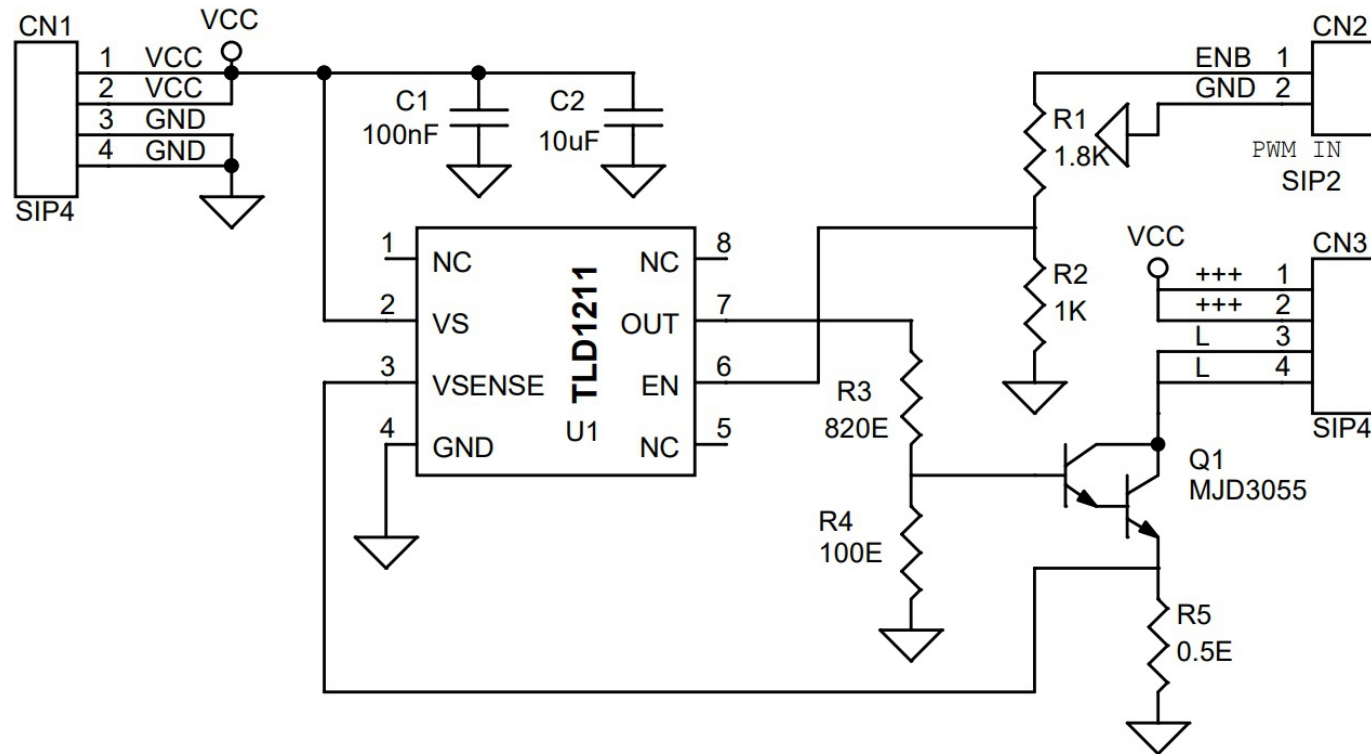 CN1
VCC
1 VCC
2 VCC
3 GND
4 GND
SIP4
C1
100nF
C2
10uF
CN2
ENB 1
GND 2
PWM IN
SIP2
R1
1.8K
R2
1K
VCC
CN3
+++ 1
+++ 2
L 3
L 4
SIP4
1 NC
2 VS
3 VSENSE
4 GND
TLD1211
U1
NC 8
OUT 7
EN 6
NC 5
R3
820E
R4
100E
Q1
MJD3055
R5
0.5E